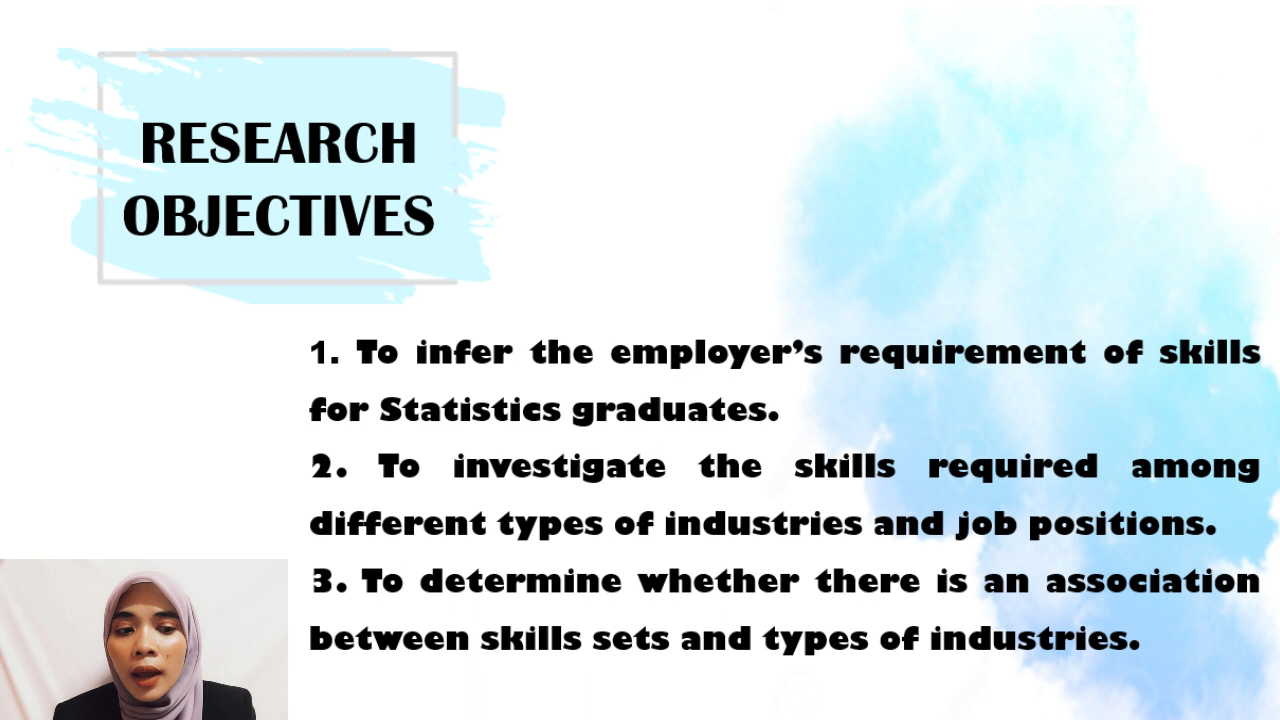 RESEARCH
OBJECTIVES
1. To infer the employer’s requirement of skills
for Statistics graduates.
2. To investigate the skills required among
different types of industries and job positions.
3. To determine whether there is an association
between skills sets and types of industries.